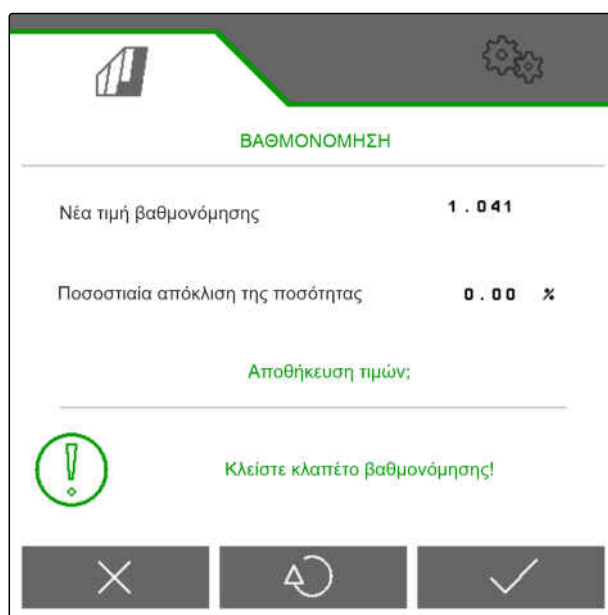 ΒΑΘΜΟΝΟΜΗΣΗ
Νέα τιμή βαθμονόμησης 1.041
Ποσοστιαία απόκλιση της ποσότητας 0.00 %
Αποθήκευση τιμών;
Κλείστε κλαπέτο βαθμονόμησης!